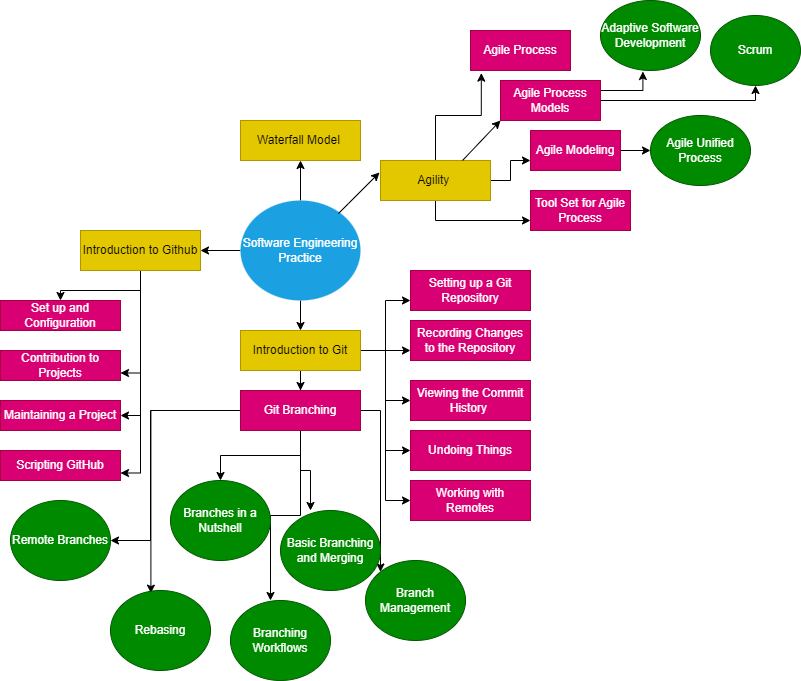 Adaptive Software
Development
Scrum
Agile Process
Agile Process
Models
Waterfall Model
Agile Modeling
Agile Unified
Process
Agility
Tool Set for Agile
Process
Introduction to Github
Software Engineering
Practice
Setting up a Git
Repository
Set up and
Configuration
Recording Changes
to the Repository
Introduction to Git
Contribution to
Projects
Viewing the Commit
History
Git Branching
Maintaining a Project
Undoing Things
Scripting GitHub
Working with
Remotes
Branches in a
Nutshell
Remote Branches
Basic Branching
and Merging
Branch
Management
Rebasing
Branching
Workflows